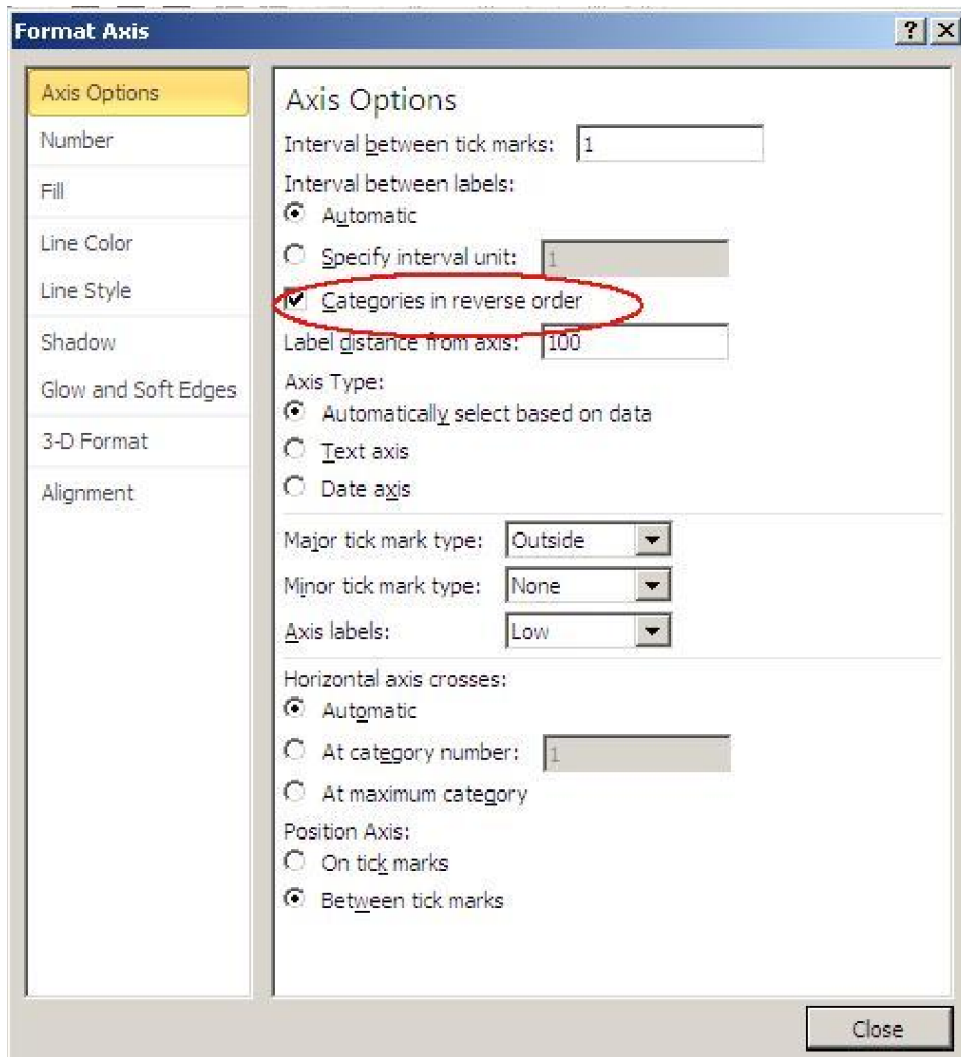 Format Axis
Axis Options
Number
Fill
Line Color
Line Style
Shadow
Glow and Soft Edges
3-D Format
Alignment
Axis Options
Interval between tick marks: 1
Interval between labels:
Automatic
Specify interval unit: 1
Categories in reverse order
Label distance from axis: 100
Axis Type:
Automatically select based on data
Text axis
Date axis
Major tick mark type: Outside
Minor tick mark type: None
Axis labels: Low
Horizontal axis crosses:
Automatic
At category number: 1
At maximum category
Position Axis:
On tick marks
Between tick marks
Close